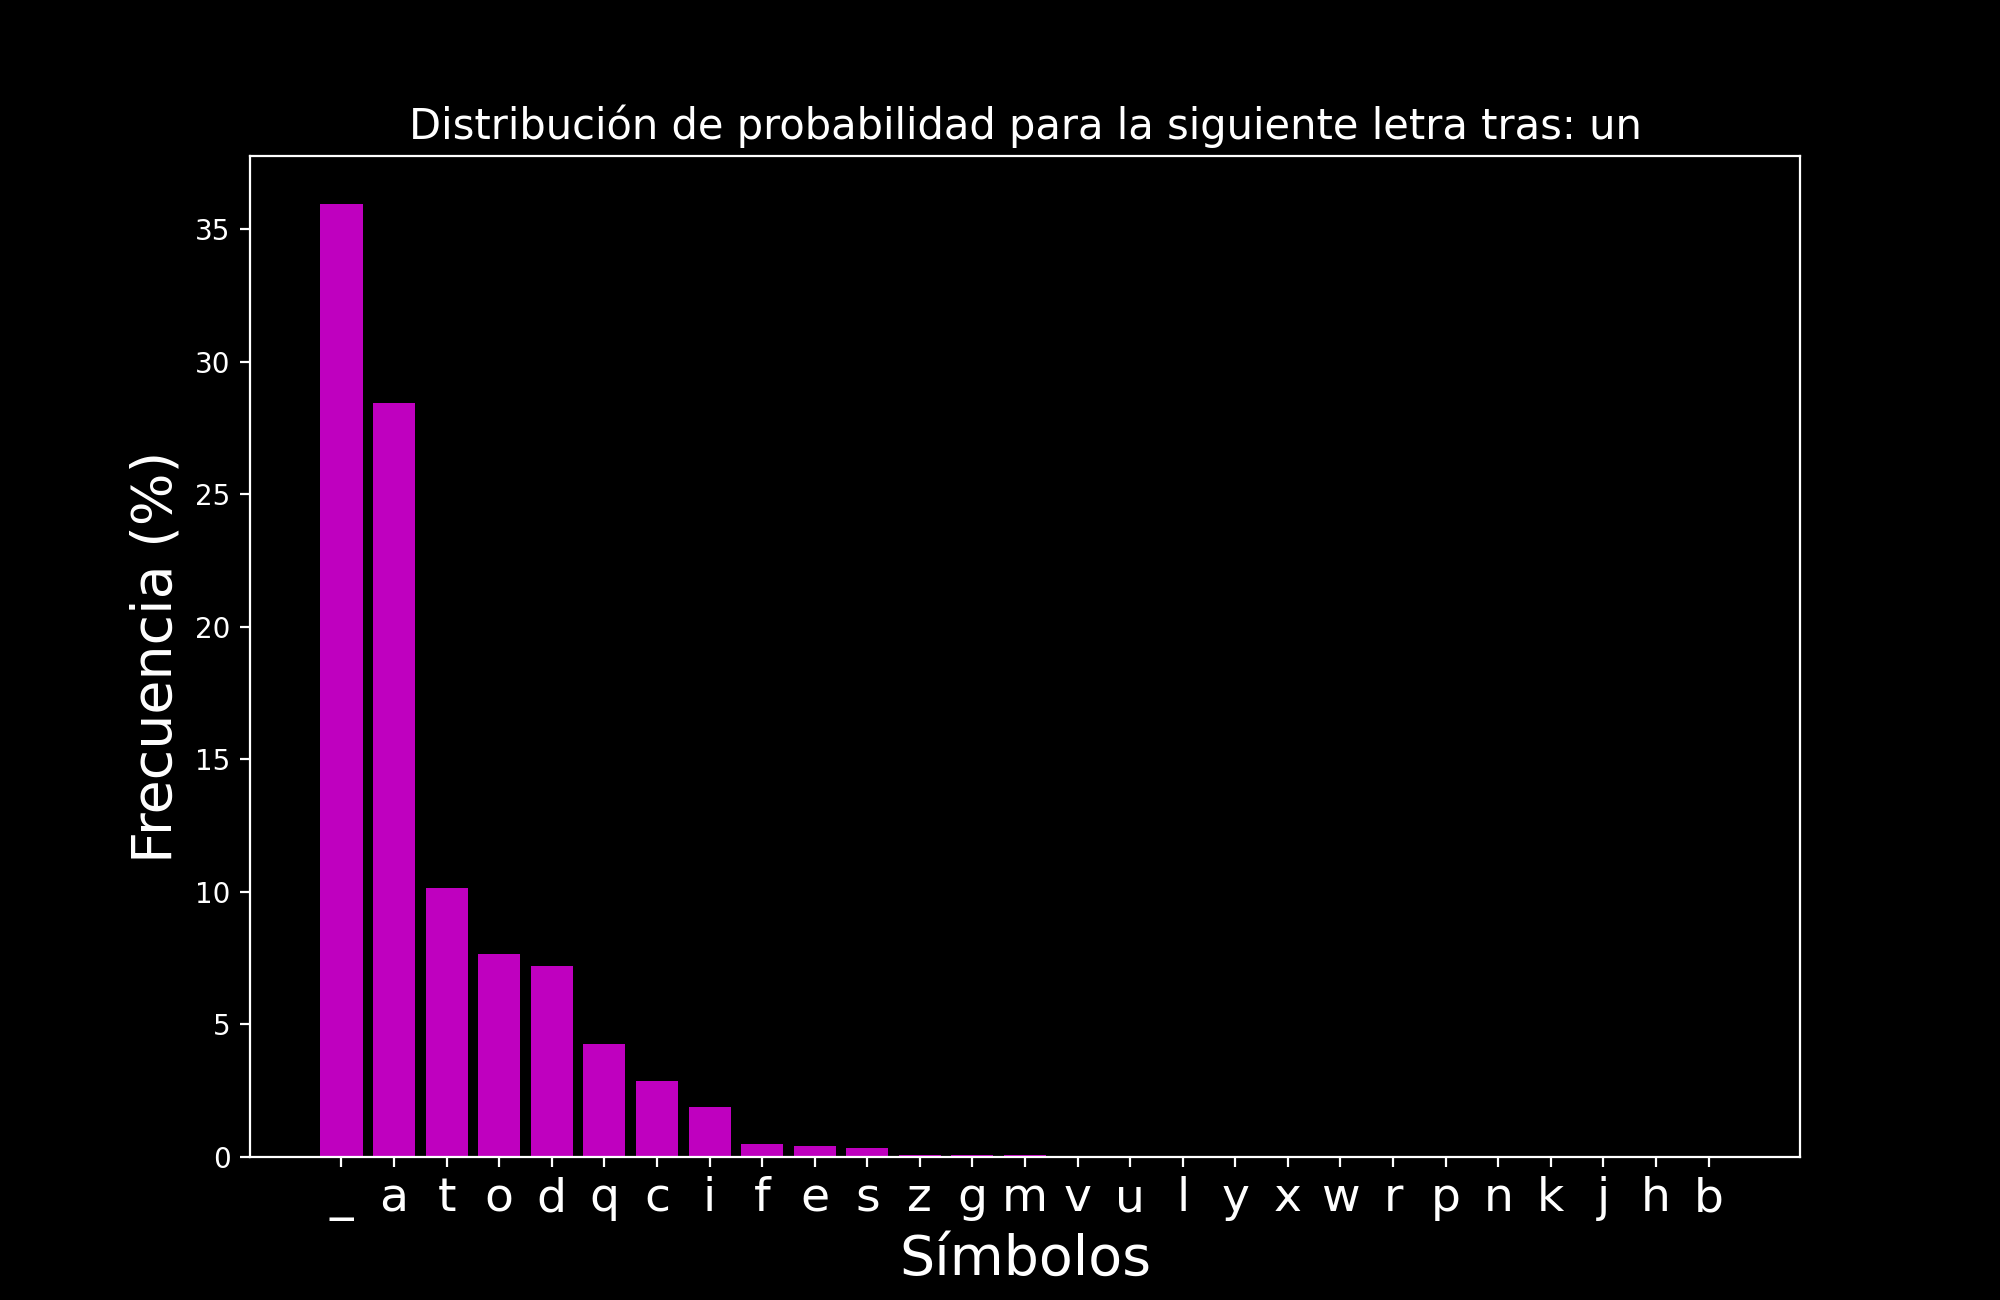 Distribución de probabilidad para la siguiente letra tras: un
Frecuencia (%)
35
30
25
20
15
10
5
0
_ a t o d q c i f e s z g m v u l y x w r p n k j h b
Símbolos